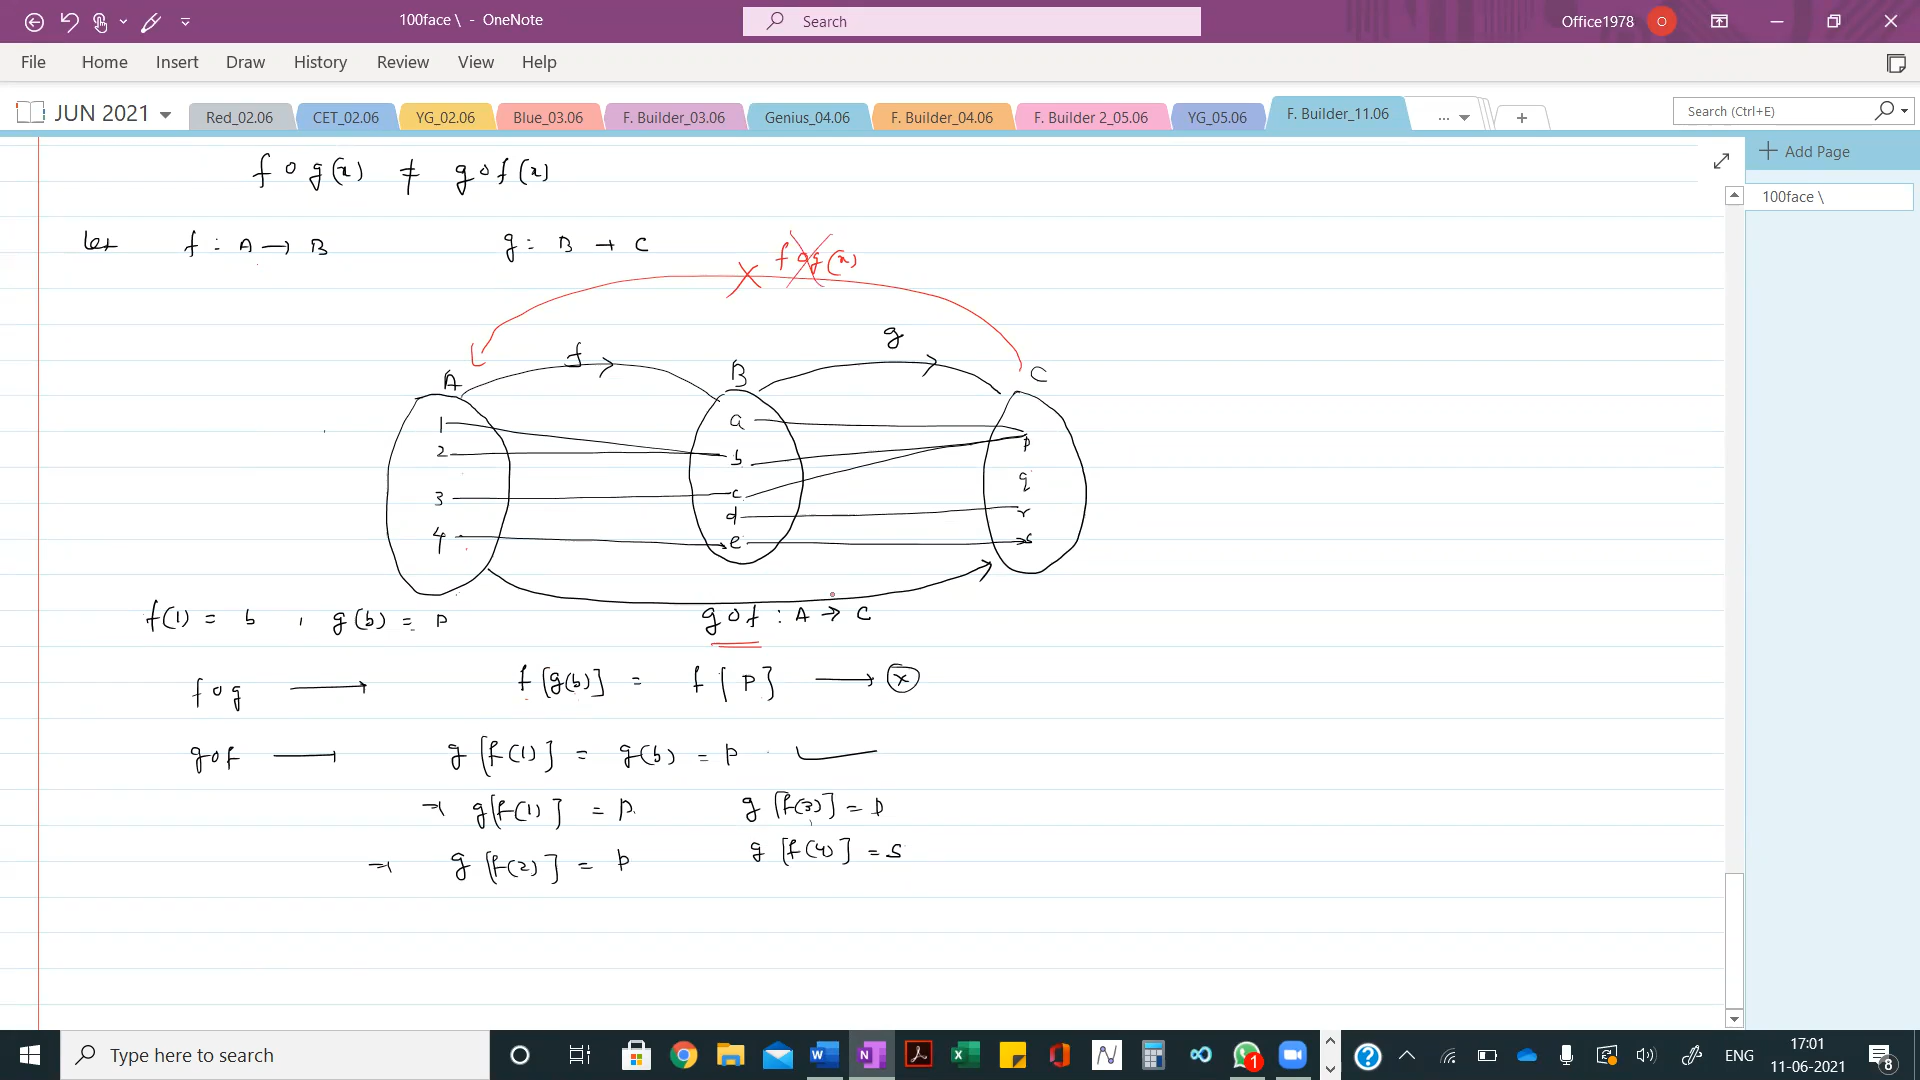 100face \ - OneNote
Search
Office1978
O
File Home Insert Draw History Review View Help
JUN 2021
Red_02.06 CET_02.06 YG_02.06 Blue_03.06 F. Builder_03.06 Genius_04.06 F. Builder_04.06 F. Builder 2_05.06 YG_05.06 F. Builder_11.06 ...
Search (Ctrl+E)
Add Page
100face \
f o g(x) ≠ g o f(x)
let f : A → B g : B → C
f o g(x)
f g
A B C
1 a p
2 b q
3 c r
4 d s
e
f(1) = b , g(b) = p
g o f : A → C
f o g → f[g(b)] = f[p] → x
g o f → g[f(1)] = g(b) = p
→ g[f(1)] = p g[f(3)] = p
→ g[f(2)] = p g[f(4)] = s
Type here to search
1
ENG
17:01
11-06-2021
8